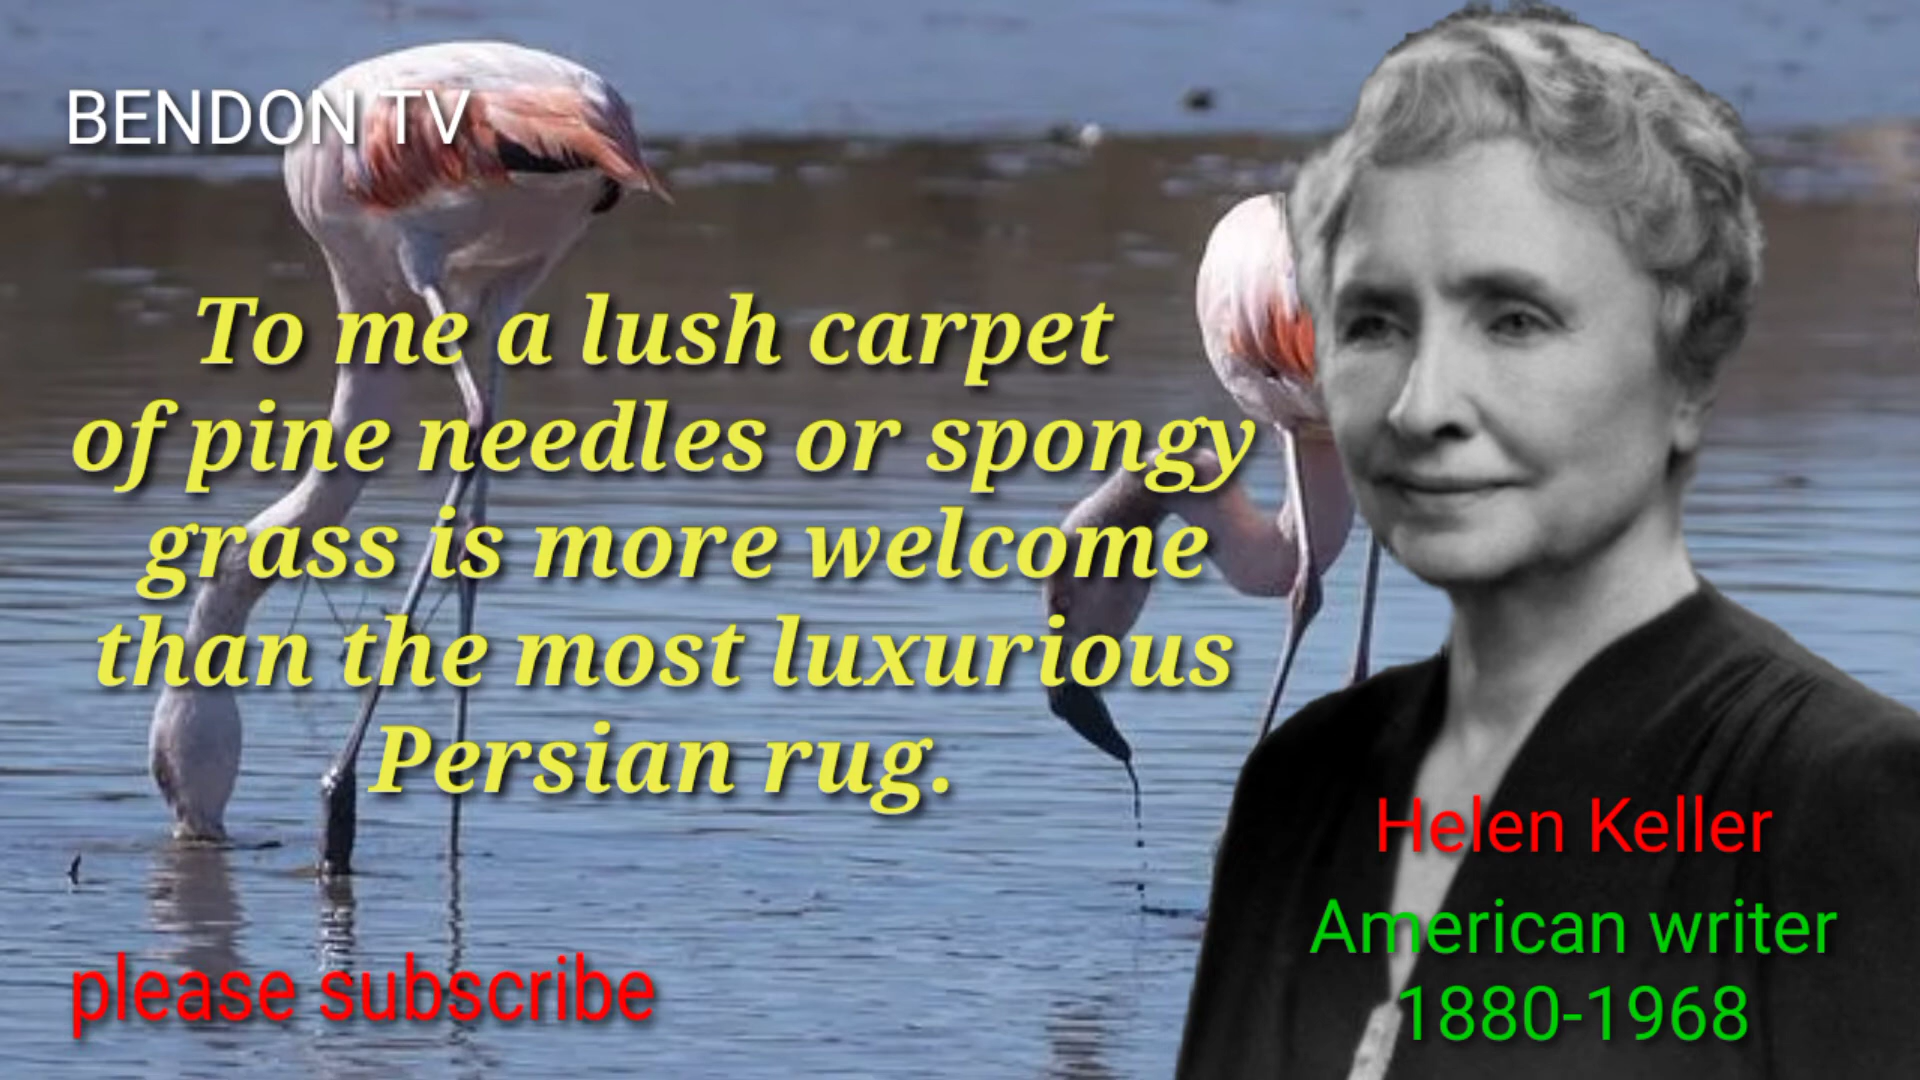 BENDON TV
To me a lush carpet
of pine needles or spongy
grass is more welcome
than the most luxurious
Persian rug.
Helen Keller
American writer
1880-1968
please subscribe